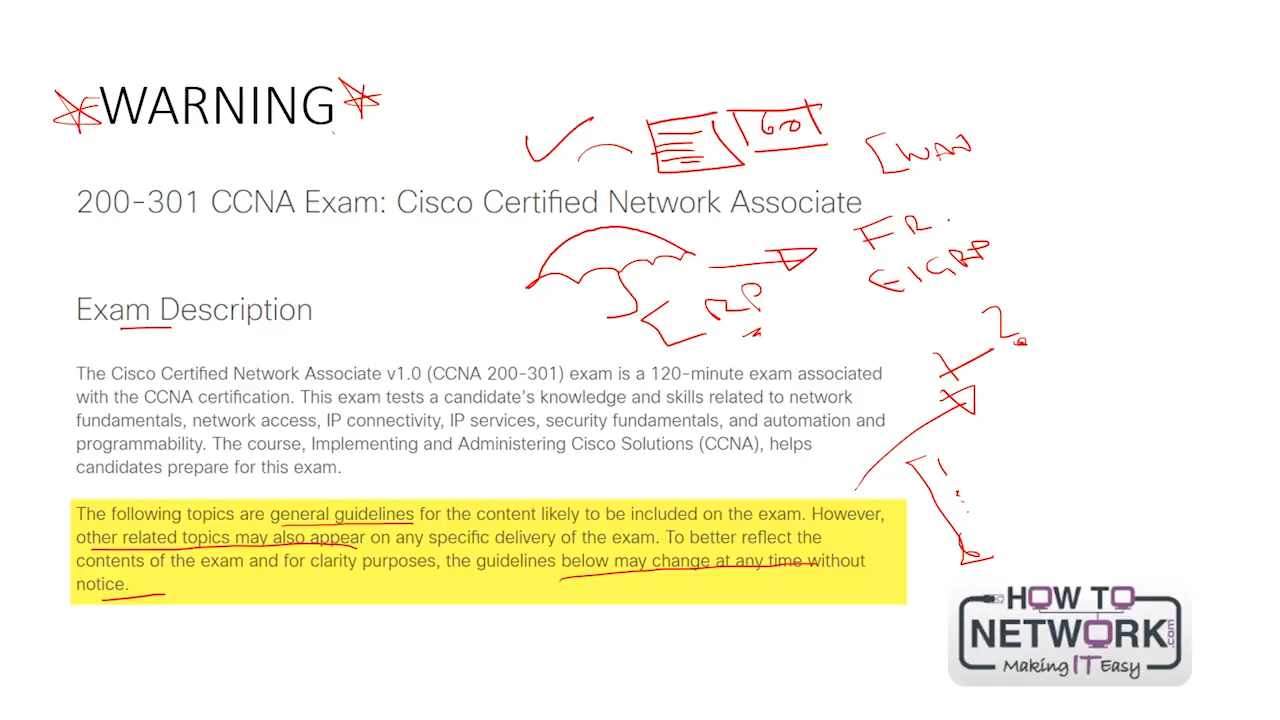 WARNING
60
[WAN
200-301 CCNA Exam: Cisco Certified Network Associate
FR.
EIGRP
RP
Exam Description
2.
The Cisco Certified Network Associate v1.0 (CCNA 200-301) exam is a 120-minute exam associated
with the CCNA certification. This exam tests a candidate's knowledge and skills related to network
fundamentals, network access, IP connectivity, IP services, security fundamentals, and automation and
programmability. The course, Implementing and Administering Cisco Solutions (CCNA), helps
candidates prepare for this exam.
The following topics are general guidelines for the content likely to be included on the exam. However,
other related topics may also appear on any specific delivery of the exam. To better reflect the
contents of the exam and for clarity purposes, the guidelines below may change at any time without
notice.
HOW TO
NETWORK.com
Making IT Easy